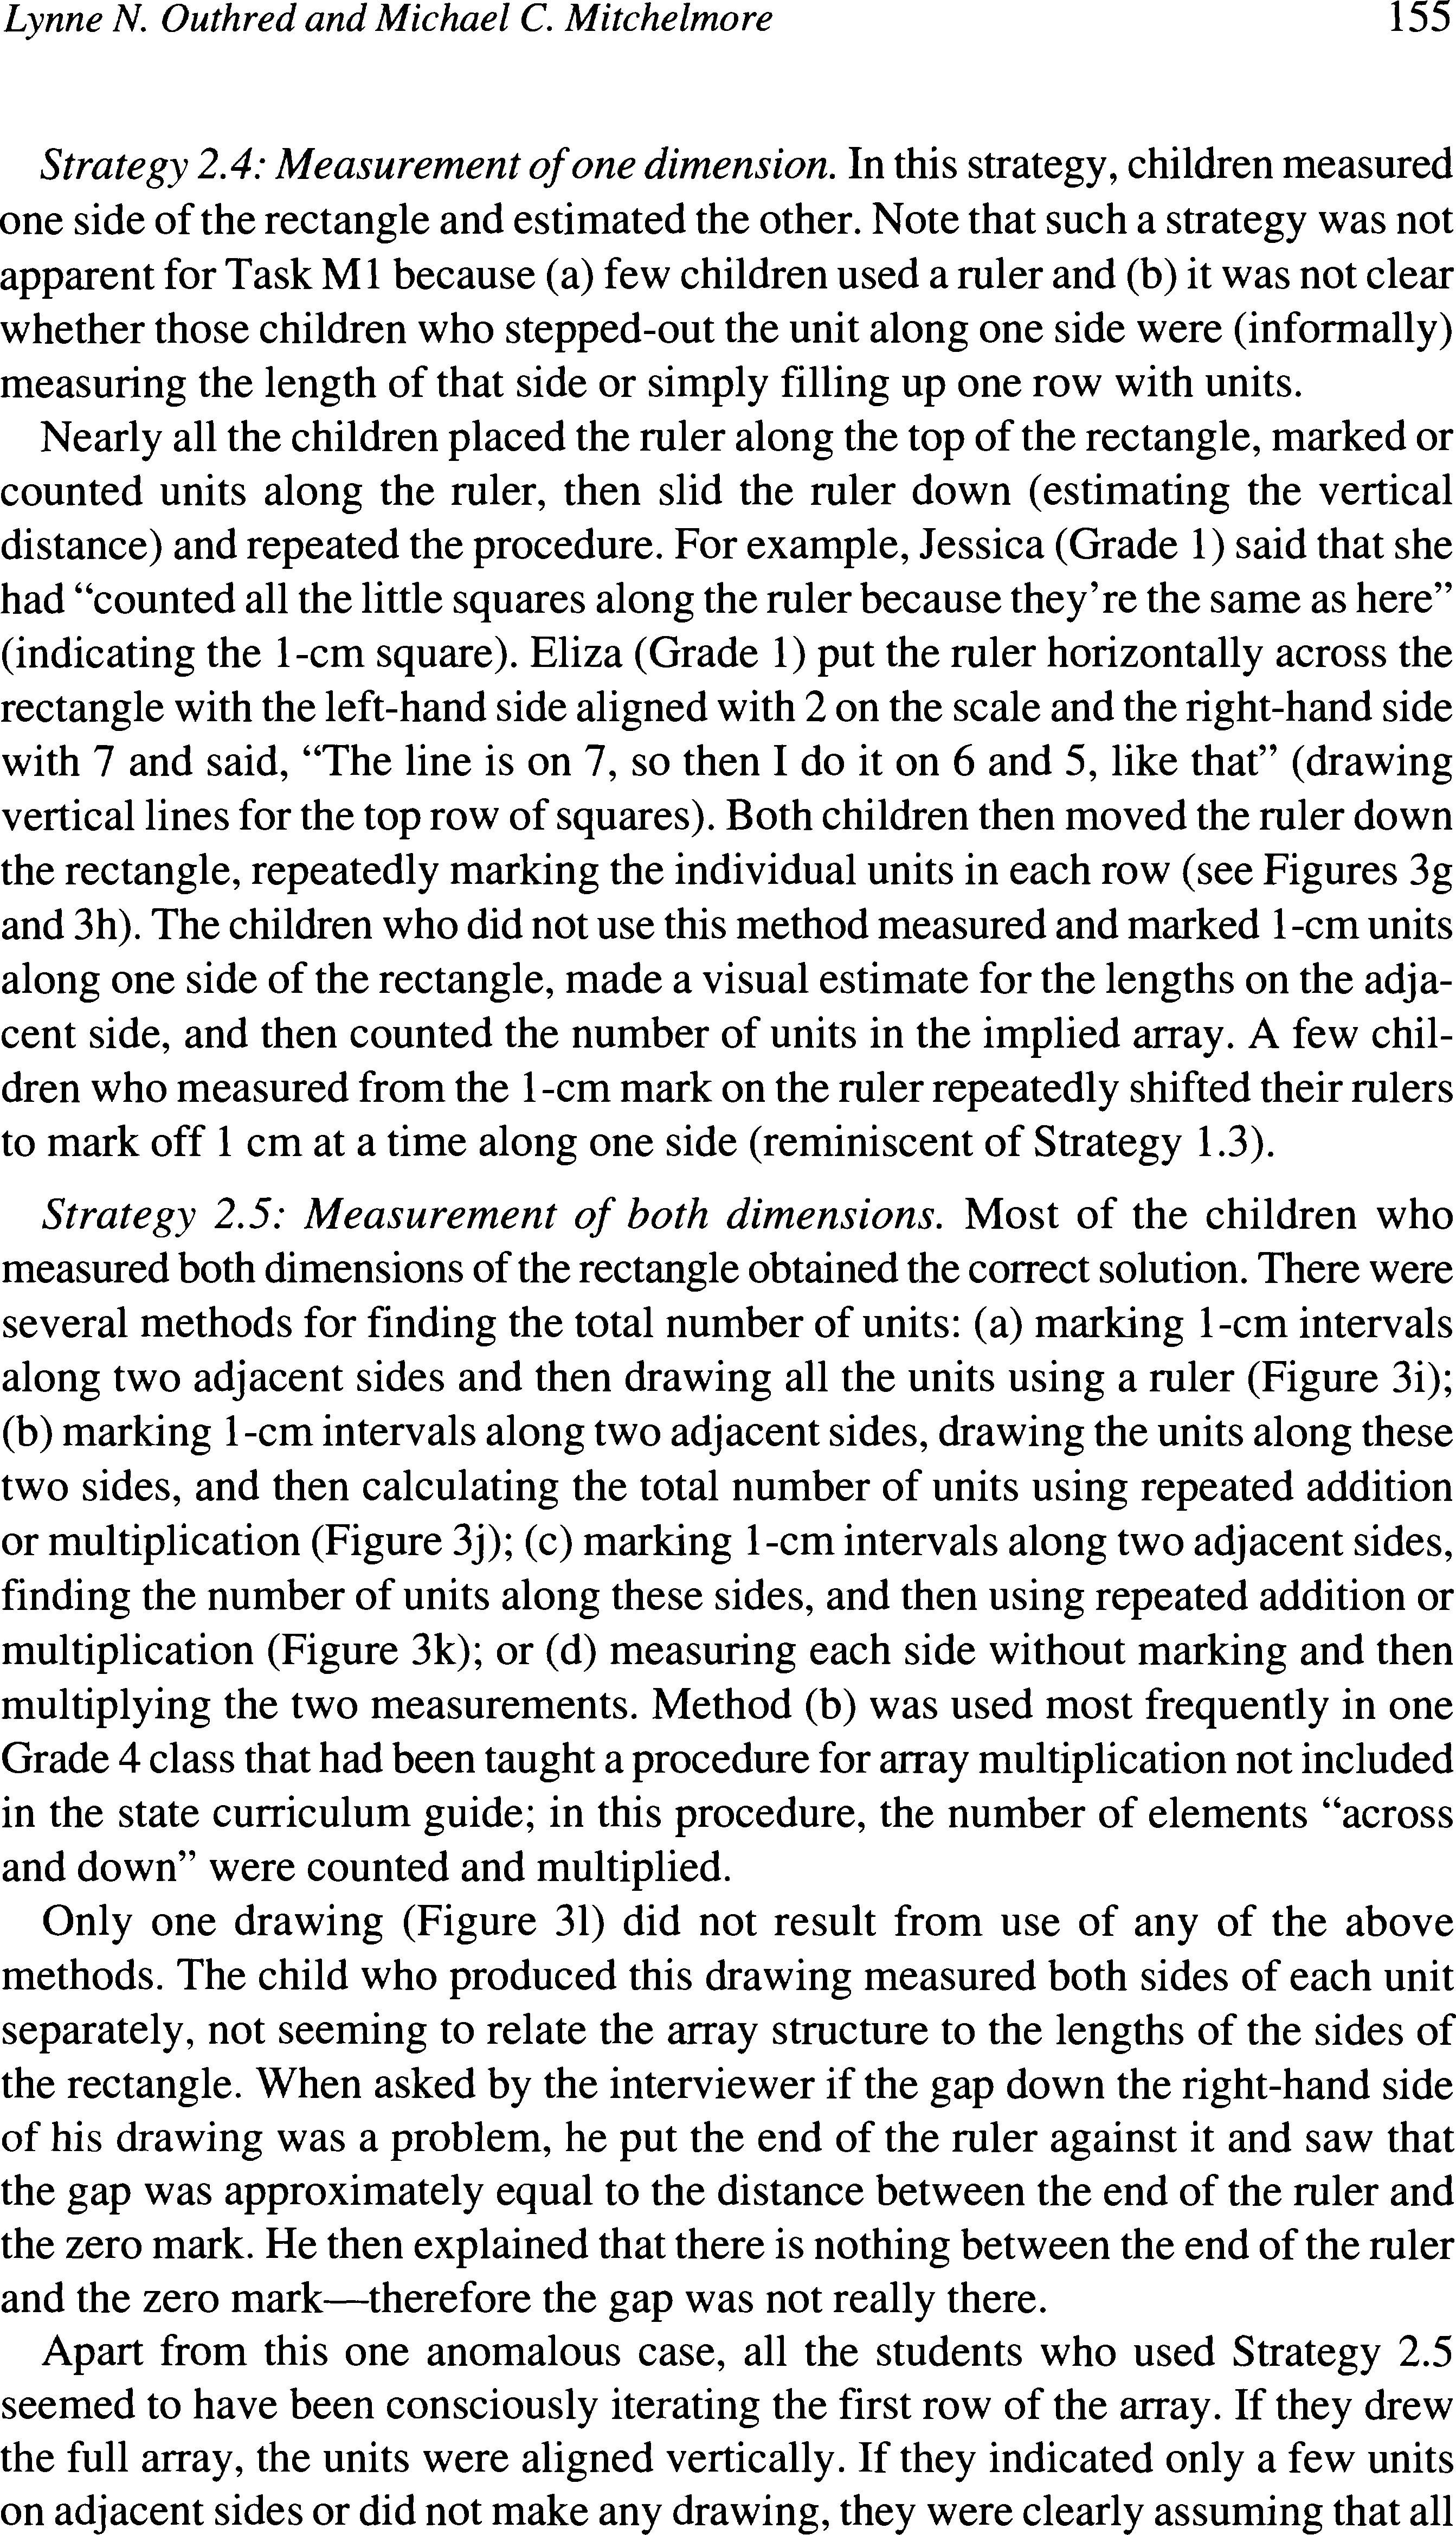 Lynne N. Outhred and Michael C. Mitchelmore 155
Strategy 2.4: Measurement of one dimension. In this strategy, children measured
one side of the rectangle and estimated the other. Note that such a strategy was not
apparent for Task M1 because (a) few children used a ruler and (b) it was not clear
whether those children who stepped-out the unit along one side were (informally)
measuring the length of that side or simply filling up one row with units.
Nearly all the children placed the ruler along the top of the rectangle, marked or
counted units along the ruler, then slid the ruler down (estimating the vertical
distance) and repeated the procedure. For example, Jessica (Grade 1) said that she
had “counted all the little squares along the ruler because they’re the same as here”
(indicating the 1-cm square). Eliza (Grade 1) put the ruler horizontally across the
rectangle with the left-hand side aligned with 2 on the scale and the right-hand side
with 7 and said, “The line is on 7, so then I do it on 6 and 5, like that” (drawing
vertical lines for the top row of squares). Both children then moved the ruler down
the rectangle, repeatedly marking the individual units in each row (see Figures 3g
and 3h). The children who did not use this method measured and marked 1-cm units
along one side of the rectangle, made a visual estimate for the lengths on the adja-
cent side, and then counted the number of units in the implied array. A few chil-
dren who measured from the 1-cm mark on the ruler repeatedly shifted their rulers
to mark off 1 cm at a time along one side (reminiscent of Strategy 1.3).
Strategy 2.5: Measurement of both dimensions. Most of the children who
measured both dimensions of the rectangle obtained the correct solution. There were
several methods for finding the total number of units: (a) marking 1-cm intervals
along two adjacent sides and then drawing all the units using a ruler (Figure 3i);
(b) marking 1-cm intervals along two adjacent sides, drawing the units along these
two sides, and then calculating the total number of units using repeated addition
or multiplication (Figure 3j); (c) marking 1-cm intervals along two adjacent sides,
finding the number of units along these sides, and then using repeated addition or
multiplication (Figure 3k); or (d) measuring each side without marking and then
multiplying the two measurements. Method (b) was used most frequently in one
Grade 4 class that had been taught a procedure for array multiplication not included
in the state curriculum guide; in this procedure, the number of elements “across
and down” were counted and multiplied.
Only one drawing (Figure 3l) did not result from use of any of the above
methods. The child who produced this drawing measured both sides of each unit
separately, not seeming to relate the array structure to the lengths of the sides of
the rectangle. When asked by the interviewer if the gap down the right-hand side
of his drawing was a problem, he put the end of the ruler against it and saw that
the gap was approximately equal to the distance between the end of the ruler and
the zero mark. He then explained that there is nothing between the end of the ruler
and the zero mark—therefore the gap was not really there.
Apart from this one anomalous case, all the students who used Strategy 2.5
seemed to have been consciously iterating the first row of the array. If they drew
the full array, the units were aligned vertically. If they indicated only a few units
on adjacent sides or did not make any drawing, they were clearly assuming that all